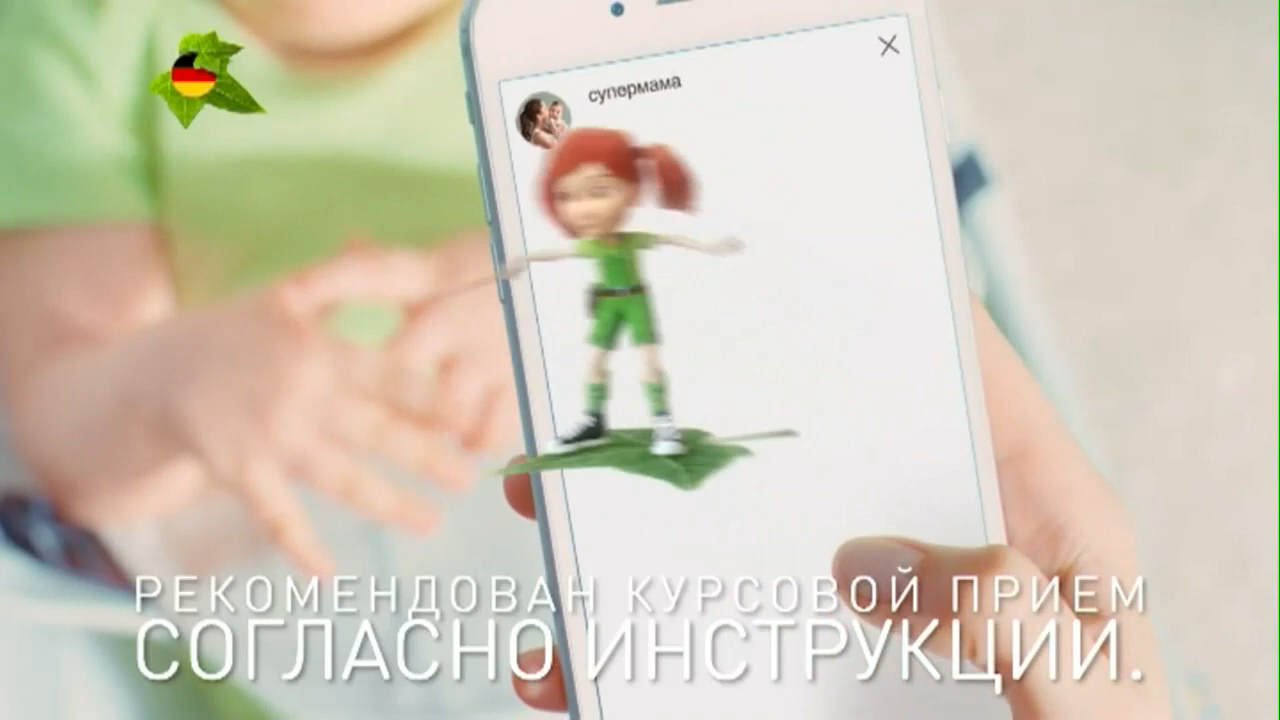 супермама
РЕКОМЕНДОВАН КУРСОВОЙ ПРИЕМ
СОГЛАСНО ИНСТРУКЦИИ.